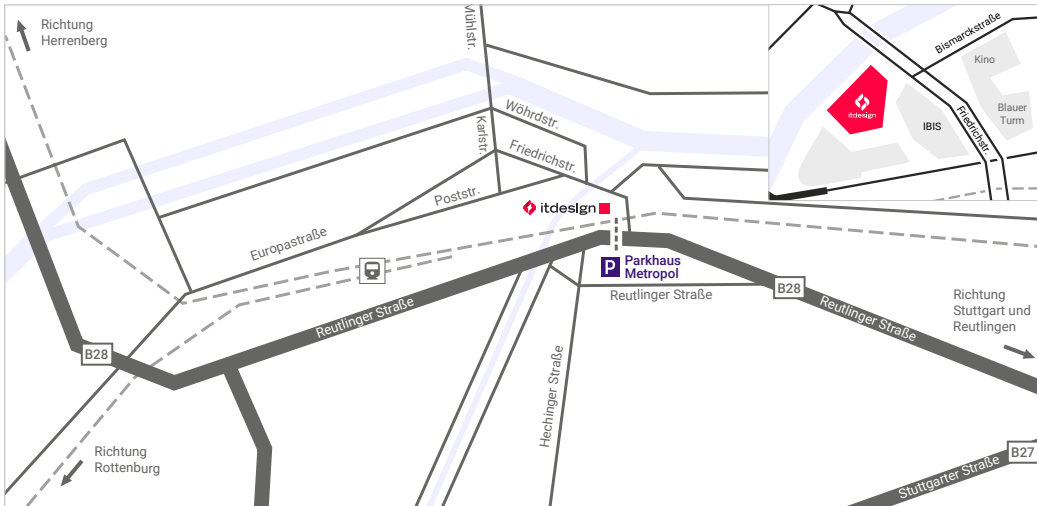 Richtung
Herrenberg
Mühlstr.
Wöhrdstr.
Karlstr.
Friedrichstr.
Poststr.
Europastraße
itdesign
P
Parkhaus
Metropol
Reutlinger Straße
Reutlinger Straße
B28
Reutlinger Straße
B28
Richtung
Stuttgart und
Reutlingen
Hechinger Straße
Richtung
Rottenburg
Stuttgarter Straße
B27
Bismarckstraße
Kino
itdesign
IBIS
Blauer
Turm
Friedrichstr.